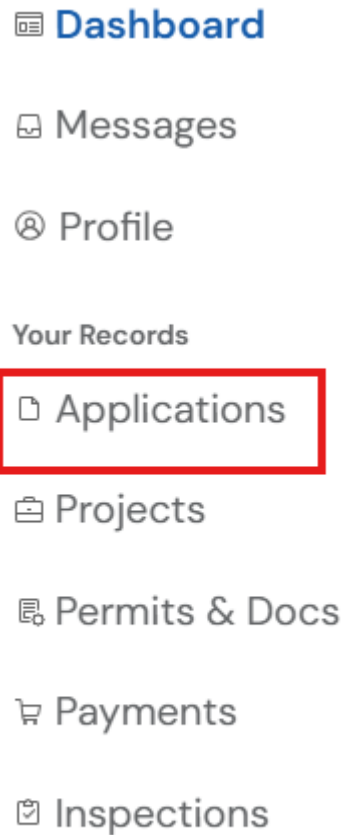 Dashboard
Messages
Profile
Your Records
Applications
Projects
Permits & Docs
Payments
Inspections